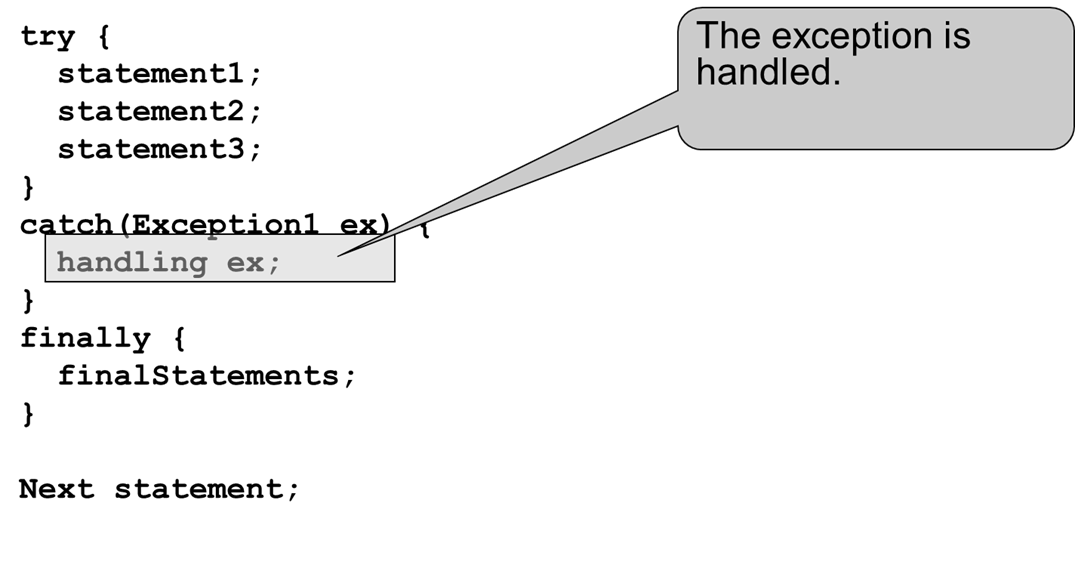 try {
  statement1;
  statement2;
  statement3;
}
catch(Exception1 ex) {
  handling ex;
}
finally {
  finalStatements;
}
Next statement;
The exception is
handled.